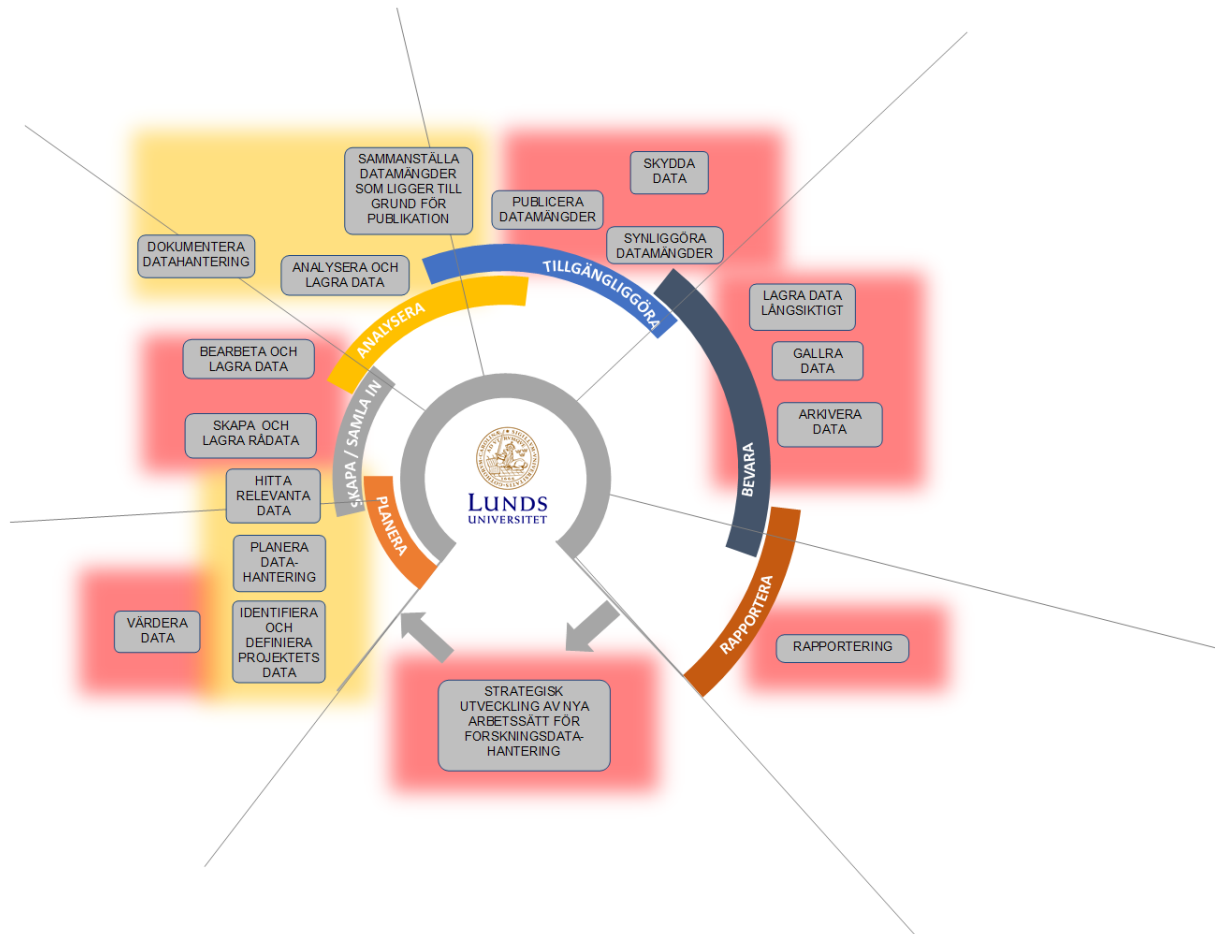 SAMMANSTÄLLA
DATAMÄNGDER
SOM LIGGER TILL
GRUND FÖR
PUBLIKATION
SKYDDA
DATA
PUBLICERA
DATAMÄNGDER
SYNLIGGÖRA
DATAMÄNGDER
DOKUMENTERA
DATAHANTERING
ANALYSERA OCH
LAGRA DATA
TILLGÄNGLIGGÖRA
ANALYSERA
LAGRA DATA
LÅNGSIKTIGT
BEARBETA OCH
LAGRA DATA
GALLRA
DATA
SKAPA / SAMLA IN
SKAPA OCH
LAGRA RÅDATA
ARKIVERA
DATA
BEVARA
HITTA
RELEVANTA
DATA
PLANERA
LUNDS
UNIVERSITET
PLANERA
DATA-
HANTERING
VÄRDERA
DATA
IDENTIFIERA
OCH
DEFINIERA
PROJEKTETS
DATA
RAPPORTERA
RAPPORTERING
STRATEGISK
UTVECKLING AV NYA
ARBETSSÄTT FÖR
FORSKNINGSDATA-
HANTERING